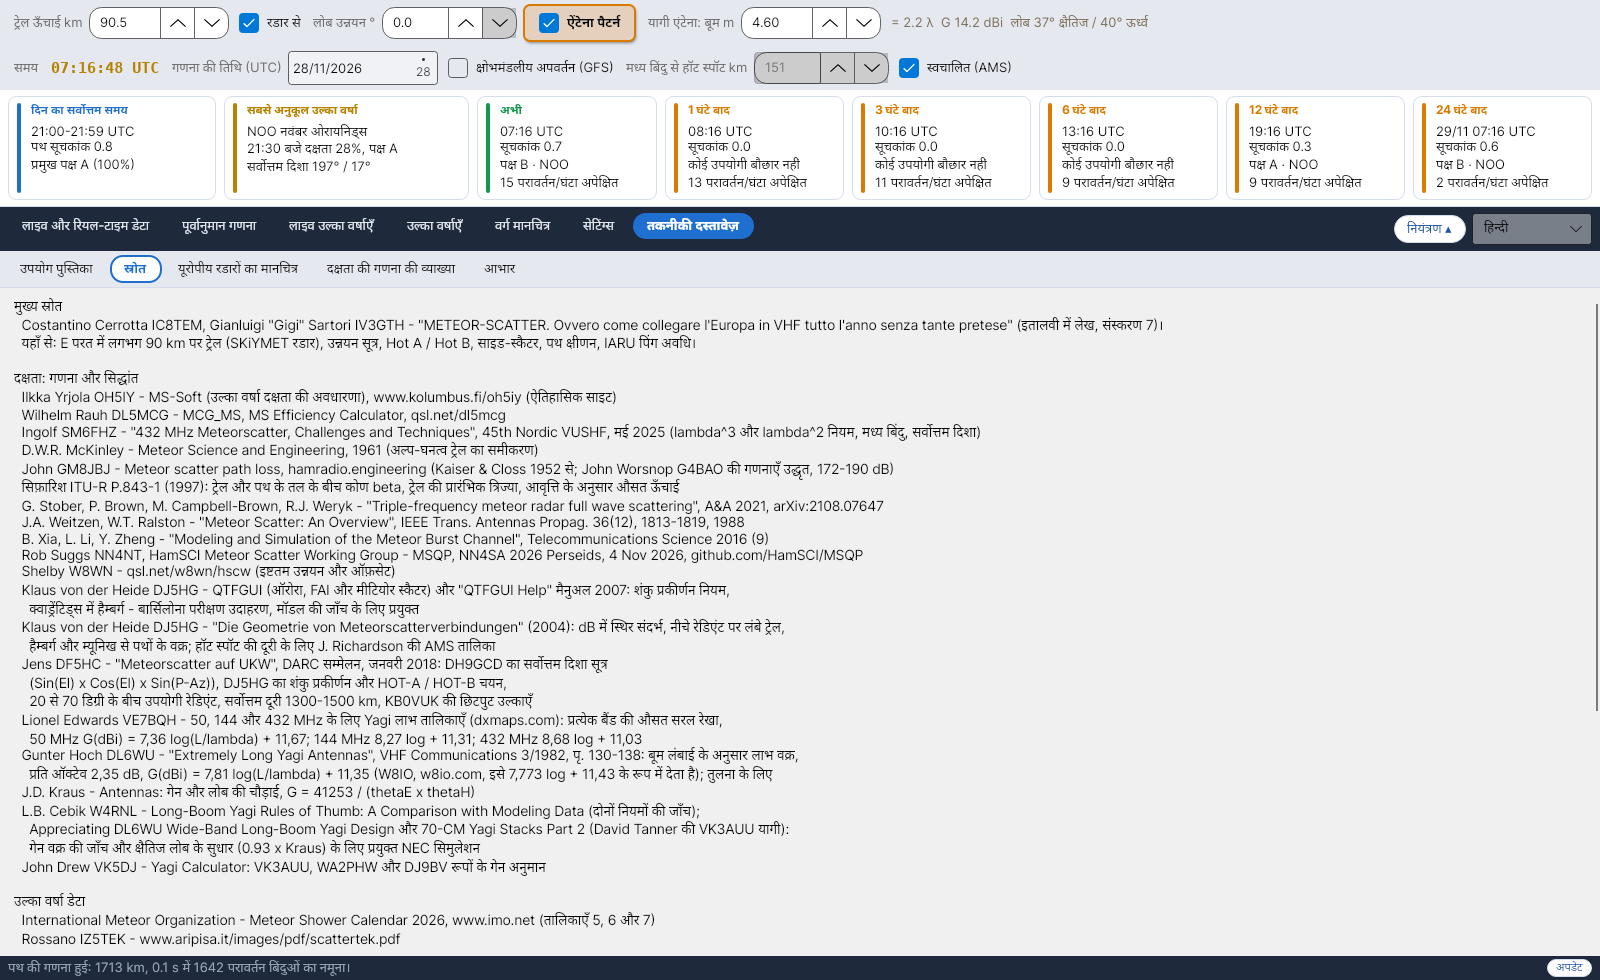 ट्रेल ऊँचाई km 90.5 रडार से लोब उन्नयन ° 0.0 ऐंटेना पैटर्न यागी एंटेना: बूम m 4.60 = 2.2 λ G 14.2 dBi लोब 37° क्षैतिज / 40° ऊर्ध्व
समय 07:16:48 UTC गणना की तिथि (UTC) 28/11/2026 28 क्षोभमंडलीय अपवर्तन (GFS) मध्य बिंदु से हॉट स्पॉट km 151 स्वचालित (AMS)
दिन का सर्वोत्तम समय
21:00-21:59 UTC
पथ सूचकांक 0.8
प्रमुख पक्ष A (100%)
सबसे अनुकूल उल्का वर्षा
NOO नवंबर ओरायनिड्स
21:30 बजे दक्षता 28%, पक्ष A
सर्वोत्तम दिशा 197° / 17°
अभी
07:16 UTC
सूचकांक 0.7
पक्ष B · NOO
15 परावर्तन/घंटा अपेक्षित
1 घंटे बाद
08:16 UTC
सूचकांक 0.0
कोई उपयोगी बौछार नहीं
13 परावर्तन/घंटा अपेक्षित
3 घंटे बाद
10:16 UTC
सूचकांक 0.0
कोई उपयोगी बौछार नहीं
11 परावर्तन/घंटा अपेक्षित
6 घंटे बाद
13:16 UTC
सूचकांक 0.0
कोई उपयोगी बौछार नहीं
9 परावर्तन/घंटा अपेक्षित
12 घंटे बाद
19:16 UTC
सूचकांक 0.3
पक्ष A · NOO
9 परावर्तन/घंटा अपेक्षित
24 घंटे बाद
29/11 07:16 UTC
सूचकांक 0.6
पक्ष B · NOO
2 परावर्तन/घंटा अपेक्षित
लाइव और रियल-टाइम डेटा पूर्वानुमान गणना लाइव उल्का वर्षाएँ उल्का वर्षाएँ वर्ग मानचित्र सेटिंग्स तकनीकी दस्तावेज़ नियंत्रण ▴ हिन्दी
उपयोग पुस्तिका स्रोत यूरोपीय रडारों का मानचित्र दक्षता की गणना की व्याख्या आभार
मुख्य स्रोत
Costantino Cerrotta IC8TEM, Gianluigi "Gigi" Sartori IV3GTH - "METEOR-SCATTER. Ovvero come collegare l'Europa in VHF tutto l'anno senza tante pretese" (इतालवी में लेख, संस्करण 7)।
यहाँ से: E परत में लगभग 90 km पर ट्रेल (SKiYMET रडार), उन्नयन सूत्र, Hot A / Hot B, साइड-स्कैटर, पथ क्षीणन, IARU पिंग अवधि।
दक्षता: गणना और सिद्धांत
Ilkka Yrjola OH5IY - MS-Soft (उल्का वर्षा दक्षता की अवधारणा), www.kolumbus.fi/oh5iy (ऐतिहासिक साइट)
Wilhelm Rauh DL5MCG - MCG_MS, MS Efficiency Calculator, qsl.net/dl5mcg
Ingolf SM6FHZ - "432 MHz Meteorscatter, Challenges and Techniques", 45th Nordic VUSHF, मई 2025 (lambda^3 और lambda^2 नियम, मध्य बिंदु, सर्वोत्तम दिशा)
D.W.R. McKinley - Meteor Science and Engineering, 1961 (अल्प-घनत्व ट्रेल का समीकरण)
John GM8JBJ - Meteor scatter path loss, hamradio.engineering (Kaiser & Closs 1952 से; John Worsnop G4BAO की गणनाएँ उद्धृत, 172-190 dB)
सिफ़ारिश ITU-R P.843-1 (1997): ट्रेल और पथ के तल के बीच कोण beta, ट्रेल की प्रारंभिक त्रिज्या, आवृत्ति के अनुसार औसत ऊँचाई
G. Stober, P. Brown, M. Campbell-Brown, R.J. Weryk - "Triple-frequency meteor radar full wave scattering", A&A 2021, arXiv:2108.07647
J.A. Weitzen, W.T. Ralston - "Meteor Scatter: An Overview", IEEE Trans. Antennas Propag. 36(12), 1813-1819, 1988
B. Xia, L. Li, Y. Zheng - "Modeling and Simulation of the Meteor Burst Channel", Telecommunications Science 2016 (9)
Rob Suggs NN4NT, HamSCI Meteor Scatter Working Group - MSQP, NN4SA 2026 Perseids, 4 Nov 2026, github.com/HamSCI/MSQP
Shelby W8WN - qsl.net/w8wn/hscw (इष्टतम उन्नयन और ऑफ़सेट)
Klaus von der Heide DJ5HG - QTFGUI (ऑरोरा, FAI और मीटियोर स्कैटर) और "QTFGUI Help" मैनुअल 2007: शंकु प्रकीर्णन नियम,
क्वाड्रेंटिड्स में हैम्बर्ग - बार्सिलोना परीक्षण उदाहरण, मॉडल की जाँच के लिए प्रयुक्त
Klaus von der Heide DJ5HG - "Die Geometrie von Meteorscatterverbindungen" (2004): dB में स्थिर संदर्भ, नीचे रेडिएंट पर लंबे ट्रेल,
हैम्बर्ग और म्यूनिख से पथों के वक्र; हॉट स्पॉट की दूरी के लिए J. Richardson की AMS तालिका
Jens DF5HC - "Meteorscatter auf UKW", DARC सम्मेलन, जनवरी 2018: DH9GCD का सर्वोत्तम दिशा सूत्र
(Sin(El) x Cos(El) x Sin(P-Az)), DJ5HG का शंकु प्रकीर्णन और HOT-A / HOT-B चयन,
20 से 70 डिग्री के बीच उपयोगी रेडिएंट, सर्वोत्तम दूरी 1300-1500 km, KB0VUK की छिटपुट उल्काएँ
Lionel Edwards VE7BQH - 50, 144 और 432 MHz के लिए Yagi लाभ तालिकाएँ (dxmaps.com): प्रत्येक बैंड की औसत सरल रेखा,
50 MHz G(dBi) = 7,36 log(L/lambda) + 11,67; 144 MHz 8,27 log + 11,31; 432 MHz 8,68 log + 11,03
Gunter Hoch DL6WU - "Extremely Long Yagi Antennas", VHF Communications 3/1982, पृ. 130-138: बूम लंबाई के अनुसार लाभ वक्र,
प्रति ऑक्टेव 2,35 dB, G(dBi) = 7,81 log(L/lambda) + 11,35 (W8IO, w8io.com, इसे 7,773 log + 11,43 के रूप में देता है); तुलना के लिए
J.D. Kraus - Antennas: गेन और लोब की चौड़ाई, G = 41253 / (thetaE x thetaH)
L.B. Cebik W4RNL - Long-Boom Yagi Rules of Thumb: A Comparison with Modeling Data (दोनों नियमों की जाँच);
Appreciating DL6WU Wide-Band Long-Boom Yagi Design और 70-CM Yagi Stacks Part 2 (David Tanner की VK3AUU यागी):
गेन वक्र की जाँच और क्षैतिज लोब के सुधार (0.93 x Kraus) के लिए प्रयुक्त NEC सिमुलेशन
John Drew VK5DJ - Yagi Calculator: VK3AUU, WA2PHW और DJ9BV रूपों के गेन अनुमान
उल्का वर्षा डेटा
International Meteor Organization - Meteor Shower Calendar 2026, www.imo.net (तालिकाएँ 5, 6 और 7)
Rossano IZ5TEK - www.aripisa.it/images/pdf/scattertek.pdf
पथ की गणना हुई: 1713 km, 0.1 s में 1642 परावर्तन बिंदुओं का नमूना। अपडेट